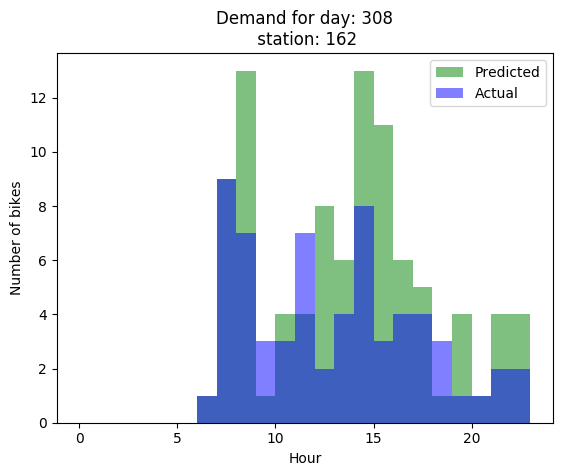 Demand for day: 308
station: 162
Predicted
Actual
Number of bikes
12
10
8
6
4
2
0
0
5
10
15
20
Hour